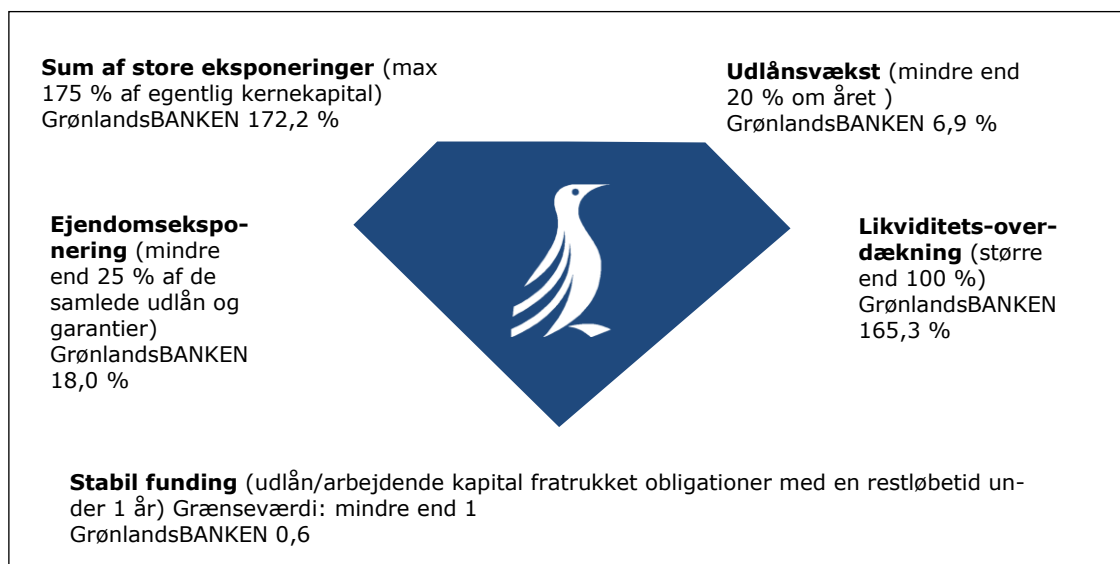 Sum af store eksponeringer (max
175 % af egentlig kernekapital)
GrønlandsBANKEN 172,2 %
Udlånsvækst (mindre end
20 % om året )
GrønlandsBANKEN 6,9 %
Ejendomsekspo-
nering (mindre
end 25 % af de
samlede udlån og
garantier)
GrønlandsBANKEN
18,0 %
Likviditets-over-
dækning (større
end 100 %)
GrønlandsBANKEN
165,3 %
Stabil funding (udlån/arbejdende kapital fratrukket obligationer med en restløbetid un-
der 1 år) Grænseværdi: mindre end 1
GrønlandsBANKEN 0,6